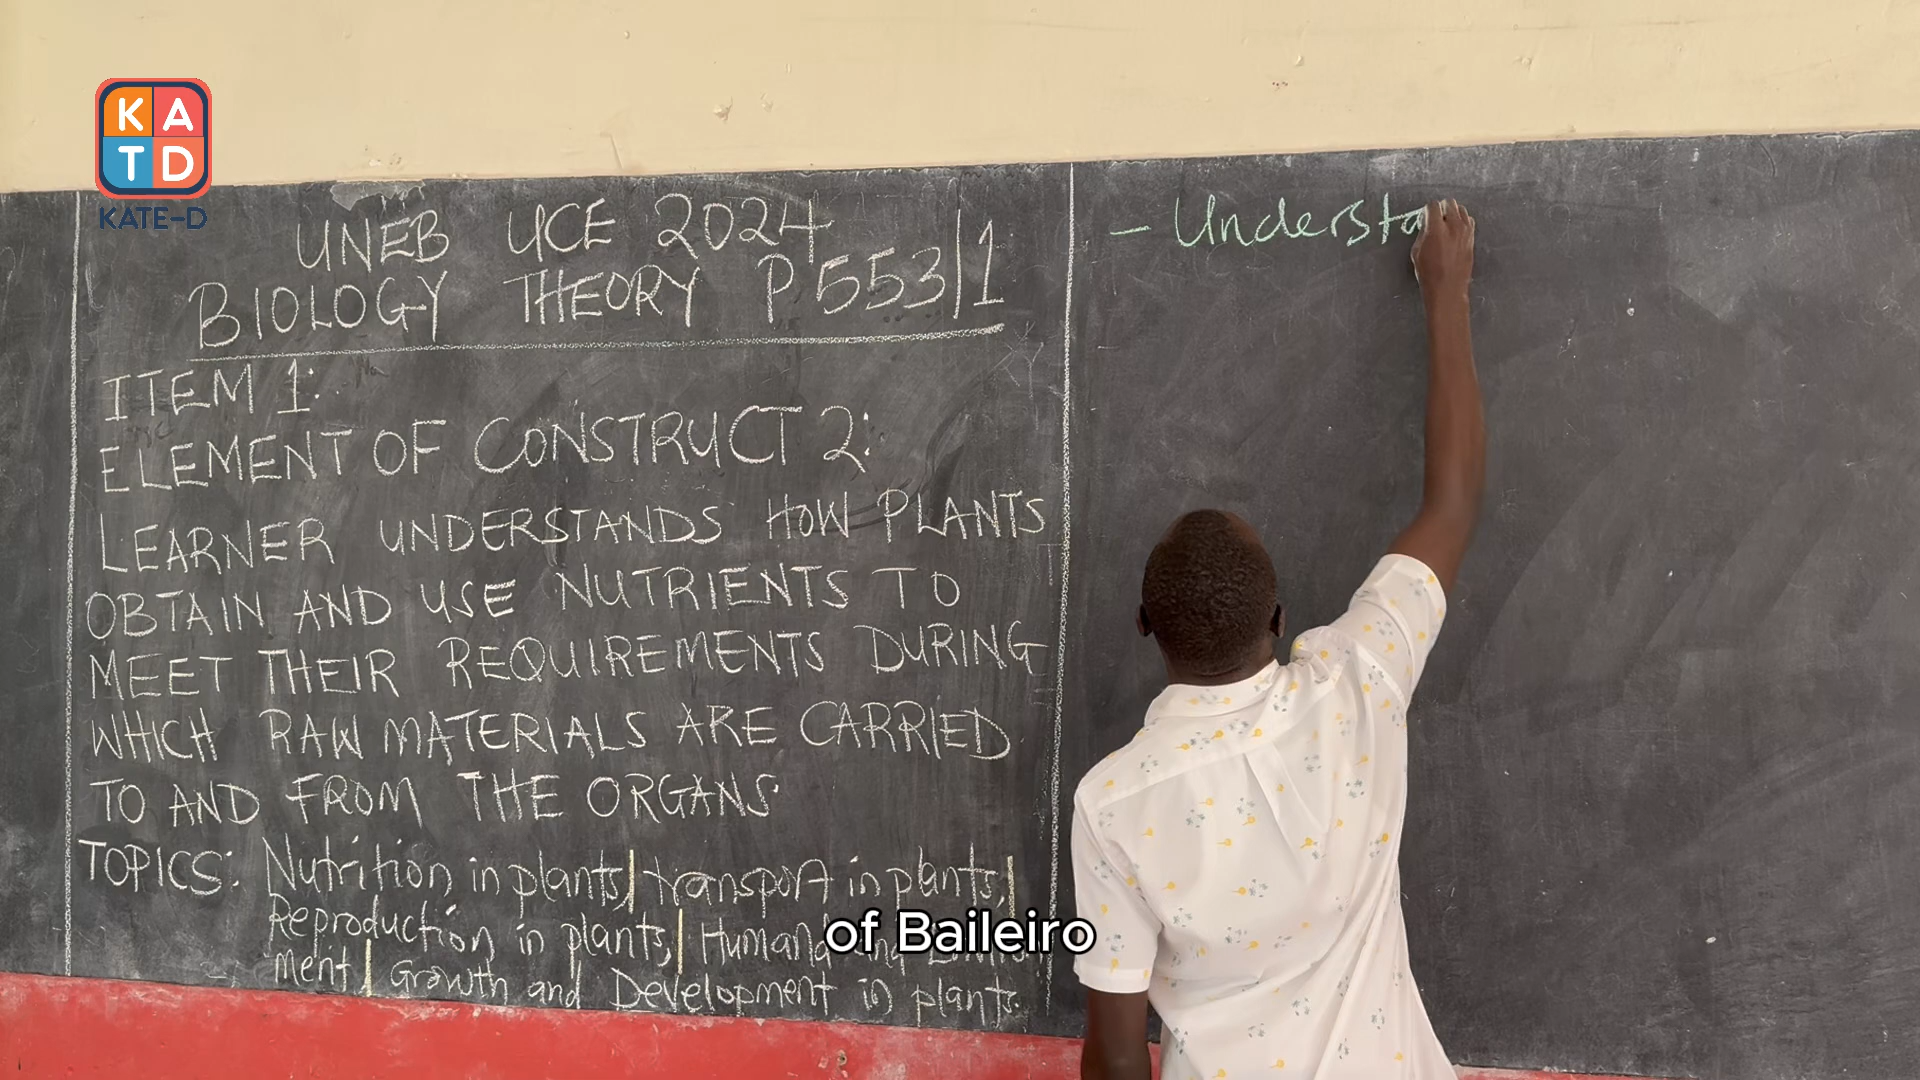 KA
TD
KATE-D
UNEB UCE 2024
BIOLOGY THEORY P553/1
ITEM 1:
ELEMENT OF CONSTRUCT 2:
LEARNER UNDERSTANDS HOW PLANTS
OBTAIN AND USE NUTRIENTS TO
MEET THEIR REQUIREMENTS DURING
WHICH RAW MATERIALS ARE CARRIED
TO AND FROM THE ORGANS
TOPICS: Nutrition in plants, transport in plants,
Reproduction in plants, Human and
ment, Growth and Development in plants.
- Understa
of Baileiro